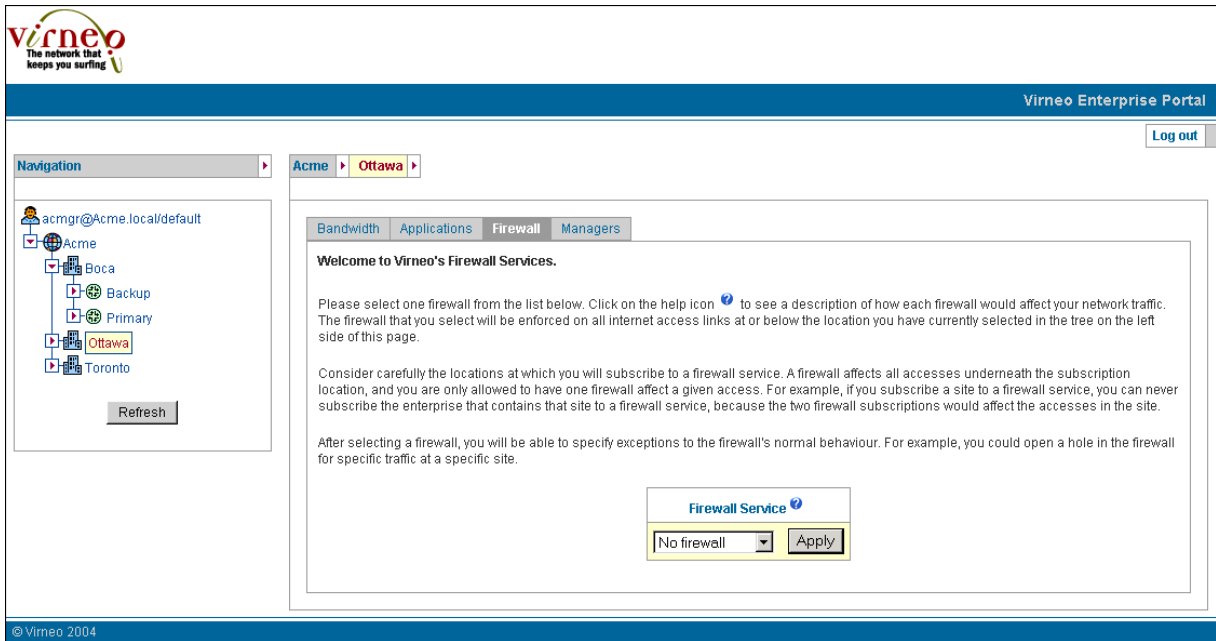 Virneo
The network that
keeps you surfing
Virneo Enterprise Portal
Log out
Navigation
Acme Ottawa
acmgr@Acme.local/default
Acme
Boca
Backup
Primary
Ottawa
Toronto
Refresh
Bandwidth Applications Firewall Managers
Welcome to Virneo's Firewall Services.
Please select one firewall from the list below. Click on the help icon ? to see a description of how each firewall would affect your network traffic.
The firewall that you select will be enforced on all internet access links at or below the location you have currently selected in the tree on the left
side of this page.
Consider carefully the locations at which you will subscribe to a firewall service. A firewall affects all accesses underneath the subscription
location, and you are only allowed to have one firewall affect a given access. For example, if you subscribe a site to a firewall service, you can never
subscribe the enterprise that contains that site to a firewall service, because the two firewall subscriptions would affect the accesses in the site.
After selecting a firewall, you will be able to specify exceptions to the firewall's normal behaviour. For example, you could open a hole in the firewall
for specific traffic at a specific site.
Firewall Service ?
No firewall Apply
© Virneo 2004